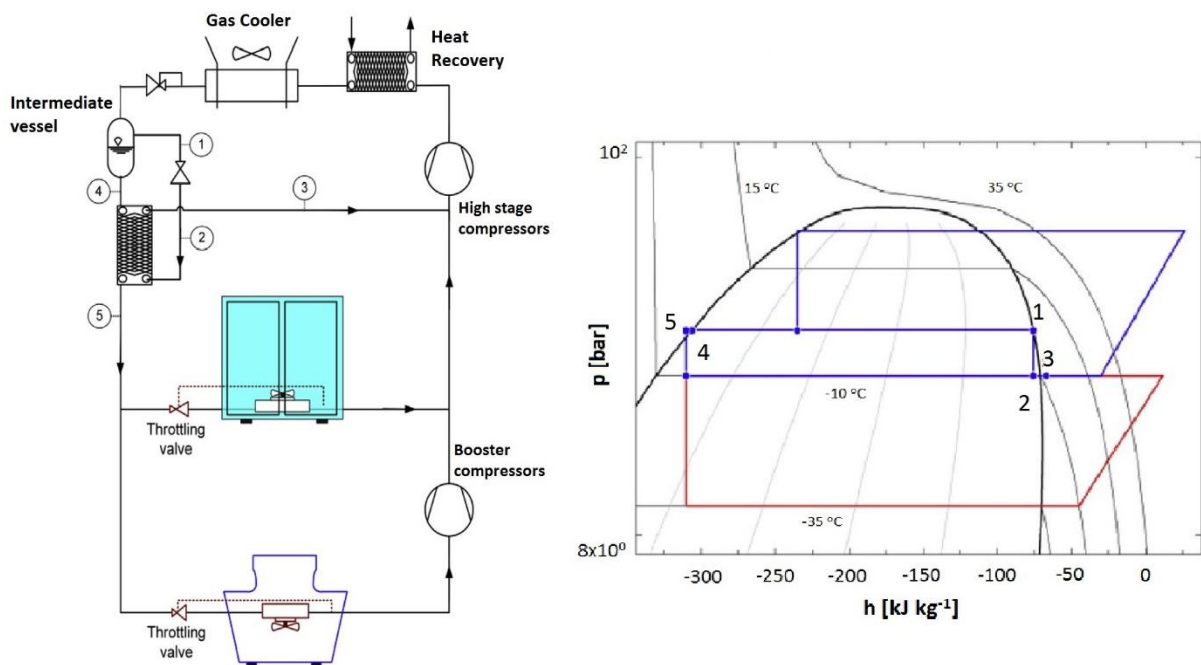 Gas Cooler
Heat
Recovery
Intermediate
vessel
1
4
3
High stage
compressors
2
5
Throttling
valve
Booster
compressors
Throttling
valve
10²
15 °C
35 °C
p [bar]
5
4
1
3
2
-10 °C
-35 °C
8x10⁰
-300
-250
-200
-150
-100
-50
0
h [kJ kg⁻¹]